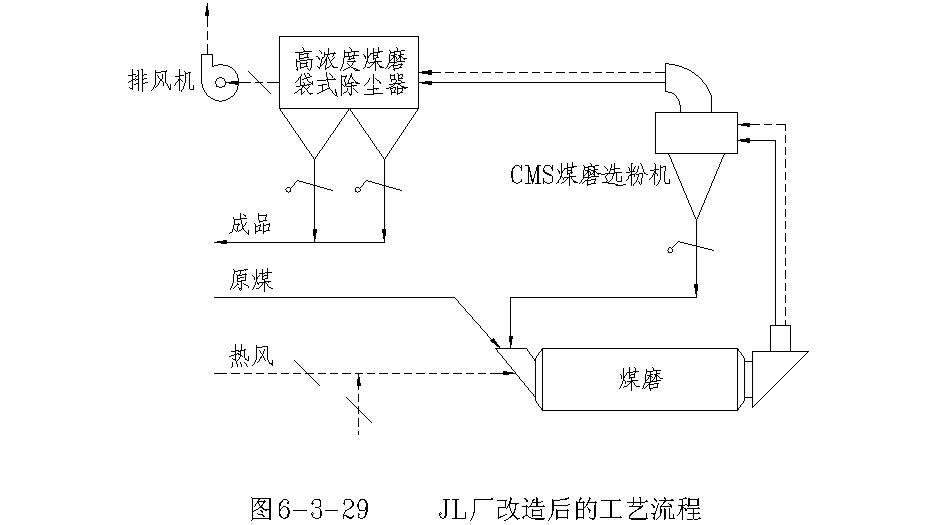 高浓度煤磨
袋式除尘器
排风机
CMS煤磨选粉机
成品
原煤
热风
煤磨
图6-3-29 JL厂改造后的工艺流程